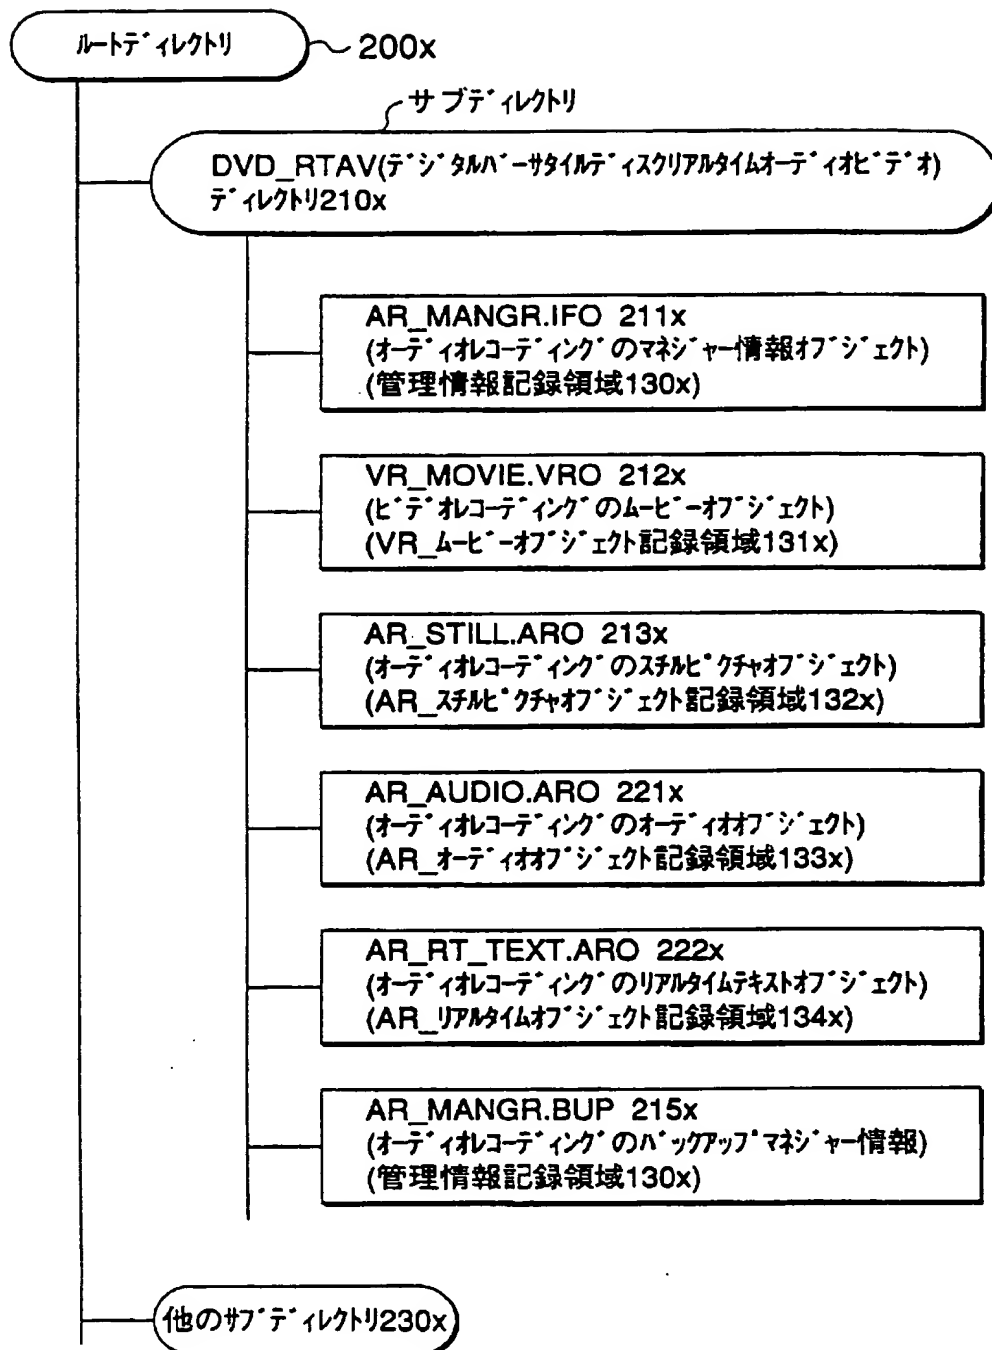 ルートディレクトリ
200x
サブディレクトリ
DVD_RTAV(デジタルバーサタイルディスクリアルタイムオーディオビデオ)
ディレクトリ210x
AR_MANGR.IFO 211x
(オーディオレコーディングのマネジャー情報オブジェクト)
(管理情報記録領域130x)
VR_MOVIE.VRO 212x
(ビデオレコーディングのムービーオブジェクト)
(VR_ムービーオブジェクト記録領域131x)
AR_STILL.ARO 213x
(オーディオレコーディングのスチルピクチャオブジェクト)
(AR_スチルピクチャオブジェクト記録領域132x)
AR_AUDIO.ARO 221x
(オーディオレコーディングのオーディオオブジェクト)
(AR_オーディオオブジェクト記録領域133x)
AR_RT_TEXT.ARO 222x
(オーディオレコーディングのリアルタイムテキストオブジェクト)
(AR_リアルタイムオブジェクト記録領域134x)
AR_MANGR.BUP 215x
(オーディオレコーディングのバックアップマネジャー情報)
(管理情報記録領域130x)
他のサブディレクトリ230x